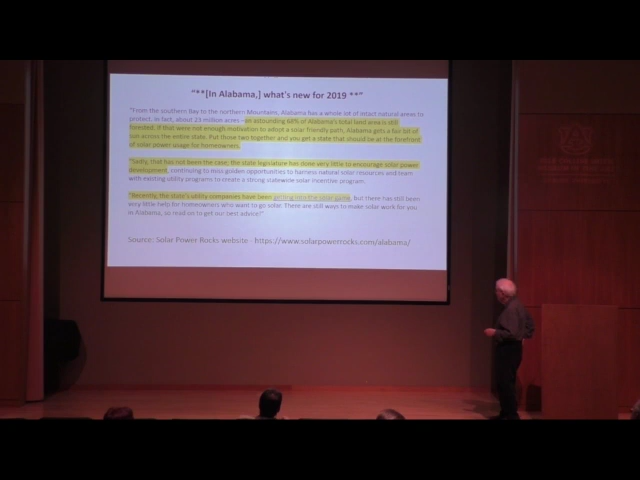 “**[In Alabama,] what's new for 2019 **”
“From the southern Bay to the northern Mountains, Alabama has a whole lot of intact natural areas to
protect. In fact, about 23 million acres – an astounding 68% of Alabama's total land area is still
forested. If that were not enough motivation to adopt a solar friendly path, Alabama gets a fair bit of
sun across the entire state. Put those two together and you get a state that should be at the forefront
of solar power usage for homeowners.
“Sadly, that has not been the case; the state legislature has done very little to encourage solar power
development, continuing to miss golden opportunities to harness natural solar resources and team
with existing utility programs to create a strong statewide solar incentive program.
“Recently, the state's utility companies have been getting into the solar game, but there has still been
very little help for homeowners who want to go solar. There are still ways to make solar work for you
in Alabama, so read on to get our best advice!”
Source: Solar Power Rocks website - https://www.solarpowerrocks.com/alabama/